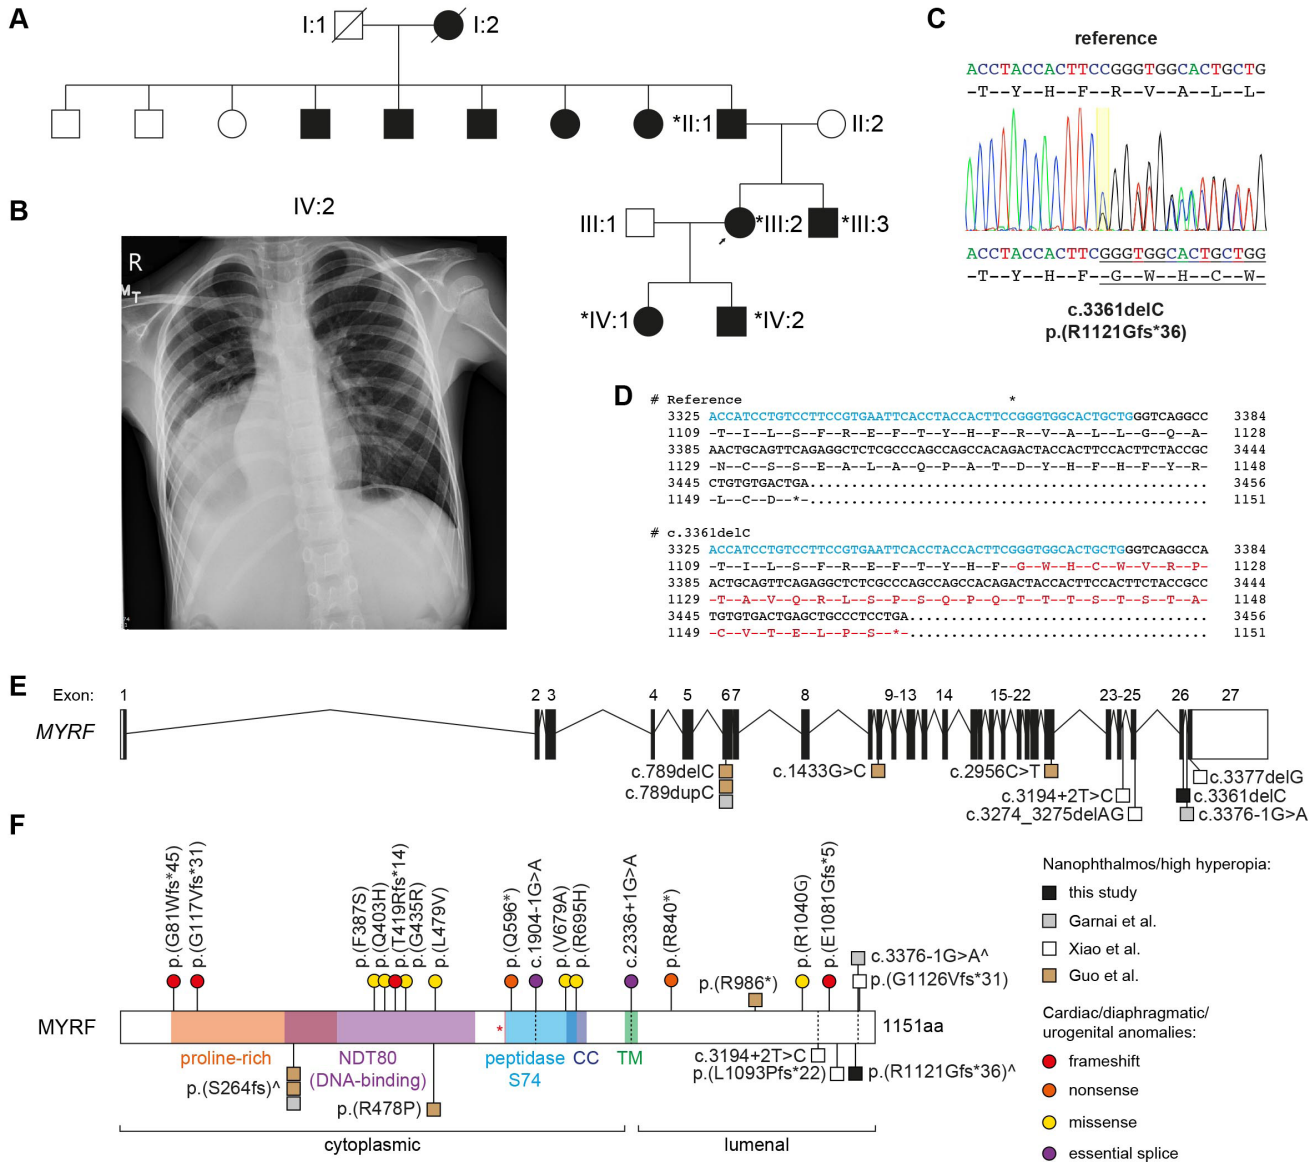 A
I:1
I:2
*II:1
II:2
III:1
*III:2
*III:3
*IV:1
*IV:2
B
IV:2
R
MT
C
reference
ACCTACCACTTCCGGGTGGCACTGCTG
–T––Y––H––F––R––V––A––L––L–
ACCTACCACTTCGGGTGGCACTGCTGG
–T––Y––H––F––G––W––H––C––W–
c.3361delC
p.(R1121Gfs*36)
D
# Reference *
3325 ACCATCCTGTCCTTCCGTGAATTCACCTACCACTTCCGGGTGGCACTGCTGGGTCAGGCC 3384
1109 -T--I--L--S--F--R--E--F--T--Y--H--F--R--V--A--L--L--G--Q--A- 1128
3385 AACTGCAGTTCAGAGGCTCTCGCCCAGCCAGCCACAGACTACCACTTCCACTTCTACCGC 3444
1129 -N--C--S--S--E--A--L--A--Q--P--A--T--D--Y--H--F--H--F--Y--R- 1148
3445 CTGTGTGACTGA................................................ 3456
1149 -L--C--D--*-................................................ 1151
# c.3361delC
3325 ACCATCCTGTCCTTCCGTGAATTCACCTACCACTTCGGGTGGCACTGCTGGGTCAGGCCA 3384
1109 -T--I--L--S--F--R--E--F--T--Y--H--F--G--W--H--C--W--V--R--P- 1128
3385 ACTGCAGTTCAGAGGCTCTCGCCCAGCCAGCCACAGACTACCACTTCCACTTCTACCGCC 3444
1129 -T--A--V--Q--R--L--S--P--S--Q--P--Q--T--T--T--S--T--S--T--A- 1148
3445 TGTGTGACTGAGCTGCCCTCCTGA.................................... 3456
1149 -C--V--T--E--L--P--S--*-.................................... 1151
E
Exon: 1 2 3 4 5 6 7 8 9-13 14 15-22 23-25 26 27
MYRF
c.789delC
c.789dupC
c.1433G>C
c.2956C>T
c.3194+2T>C
c.3274_3275delAG
c.3377delG
c.3361delC
c.3376-1G>A
F
p.(G81Wfs*45)
p.(G117Vfs*31)
p.(F387S)
p.(Q403H)
p.(T419Rfs*14)
p.(G435R)
p.(L479V)
p.(Q596*)
c.1904-1G>A
p.(V679A)
p.(R695H)
c.2336+1G>A
p.(R840*)
p.(R986*)
p.(R1040G)
p.(E1081Gfs*5)
c.3376-1G>A^
p.(G1126Vfs*31)
MYRF
*
1151aa
proline-rich
NDT80
(DNA-binding)
peptidase
S74
CC
TM
p.(S264fs)^
p.(R478P)
c.3194+2T>C
p.(L1093Pfs*22)
p.(R1121Gfs*36)^
cytoplasmic
lumenal
Nanophthalmos/high hyperopia:
this study
Garnai et al.
Xiao et al.
Guo et al.
Cardiac/diaphragmatic/
urogenital anomalies:
frameshift
nonsense
missense
essential splice